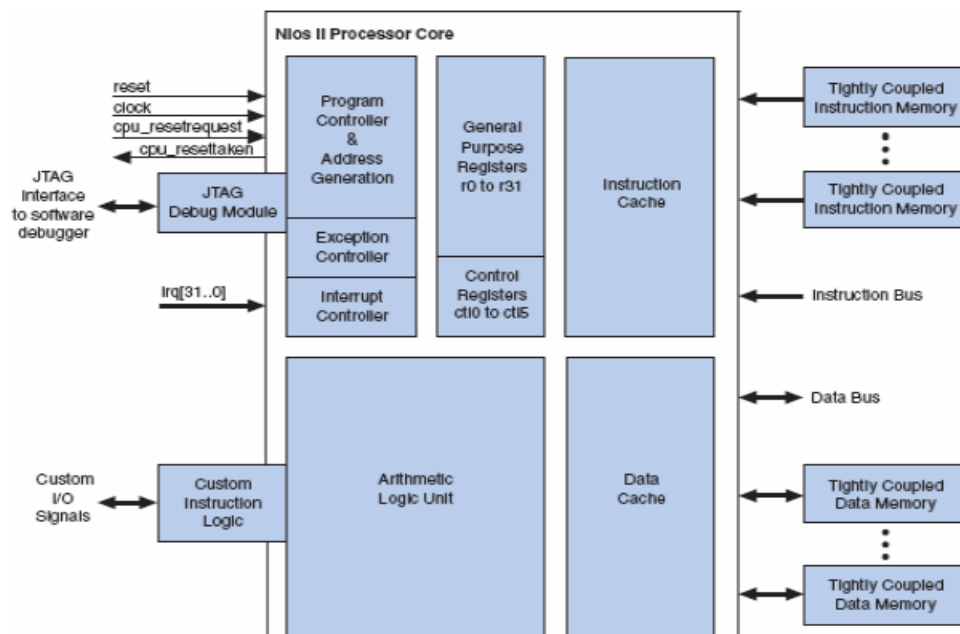 Nios II Processor Core
reset
clock
cpu_resetrequest
cpu_resettaken
JTAG
Interface
to software
debugger
JTAG
Debug Module
irq[31..0]
Program
Controller
&
Address
Generation
Exception
Controller
Interrupt
Controller
General
Purpose
Registers
r0 to r31
Control
Registers
ctl0 to ctl5
Instruction
Cache
Tightly Coupled
Instruction Memory
Tightly Coupled
Instruction Memory
Instruction Bus
Data Bus
Custom
I/O
Signals
Custom
Instruction
Logic
Arithmetic
Logic Unit
Data
Cache
Tightly Coupled
Data Memory
Tightly Coupled
Data Memory